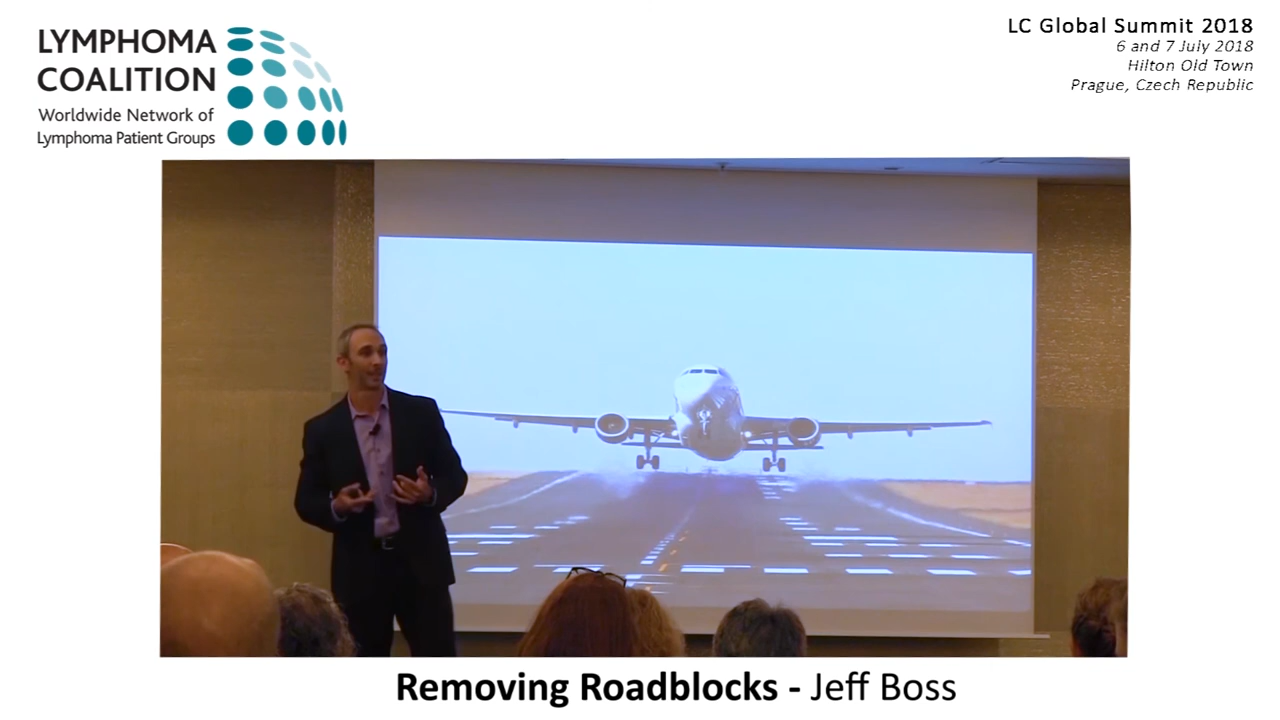 LYMPHOMA
COALITION
Worldwide Network of
Lymphoma Patient Groups
LC Global Summit 2018
6 and 7 July 2018
Hilton Old Town
Prague, Czech Republic
Removing Roadblocks - Jeff Boss